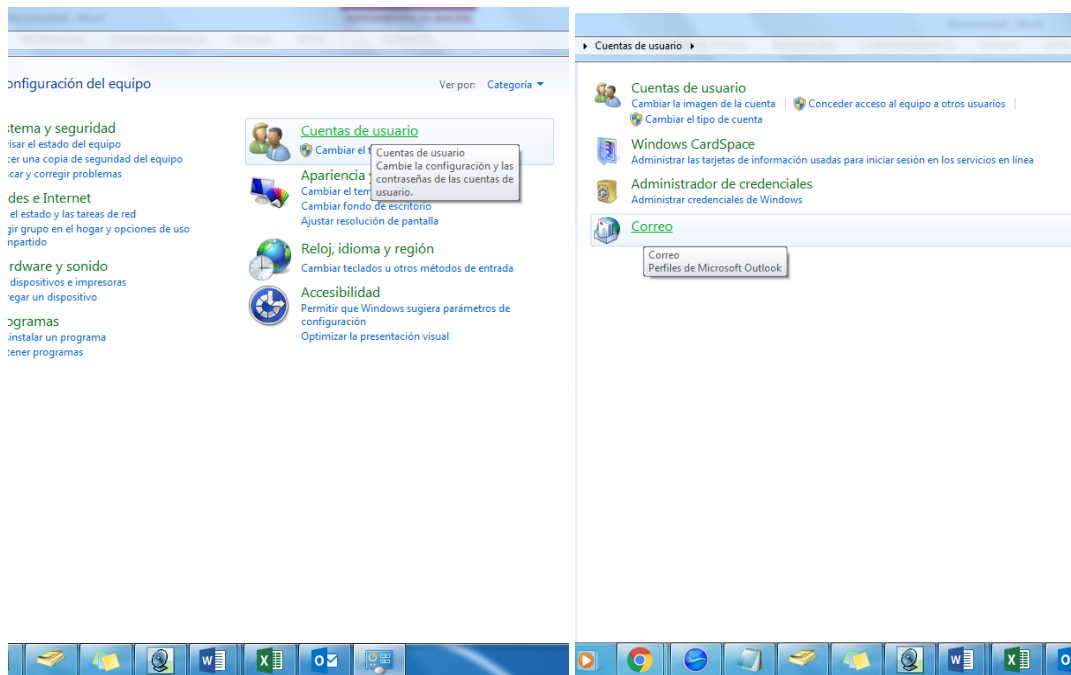 onfiguración del equipo
Ver por: Categoría
stema y seguridad
visar el estado del equipo
cer una copia de seguridad del equipo
scar y corregir problemas
des e Internet
el estado y las tareas de red
gir grupo en el hogar y opciones de uso
mpartido
rdware y sonido
dispositivos e impresoras
regar un dispositivo
ogramas
sinstalar un programa
tener programas
Cuentas de usuario
Cambiar el t
Cuentas de usuario
Cambie la configuración y las
contraseñas de las cuentas de
usuario.
Apariencia y
Cambiar el tem
Cambiar fondo de escritorio
Ajustar resolución de pantalla
Reloj, idioma y región
Cambiar teclados u otros métodos de entrada
Accesibilidad
Permitir que Windows sugiera parámetros de
configuración
Optimizar la presentación visual
Cuentas de usuario
Cuentas de usuario
Cambiar la imagen de la cuenta
Conceder acceso al equipo a otros usuarios
Cambiar el tipo de cuenta
Windows CardSpace
Administrar las tarjetas de información usadas para iniciar sesión en los servicios en línea
Administrador de credenciales
Administrar credenciales de Windows
Correo
Correo
Perfiles de Microsoft Outlook